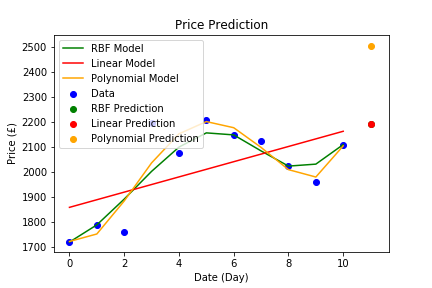 Price Prediction
RBF Model
Linear Model
Polynomial Model
Data
RBF Prediction
Linear Prediction
Polynomial Prediction
Price (£)
2500
2400
2300
2200
2100
2000
1900
1800
1700
0 2 4 6 8 10
Date (Day)